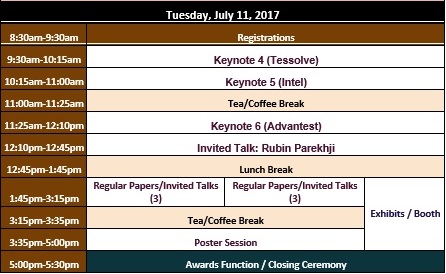 Tuesday, July 11, 2017
8:30am-9:30am Registrations
9:30am-10:15am Keynote 4 (Tessolve)
10:15am-11:00am Keynote 5 (Intel)
11:00am-11:25am Tea/Coffee Break
11:25am-12:10pm Keynote 6 (Advantest)
12:10pm-12:45pm Invited Talk: Rubin Parekhji
12:45pm-1:45pm Lunch Break
1:45pm-3:15pm Regular Papers/Invited Talks (3) Regular Papers/Invited Talks (3) Exhibits / Booth
3:15pm-3:35pm Tea/Coffee Break
3:35pm-5:00pm Poster Session
5:00pm-5:30pm Awards Function / Closing Ceremony